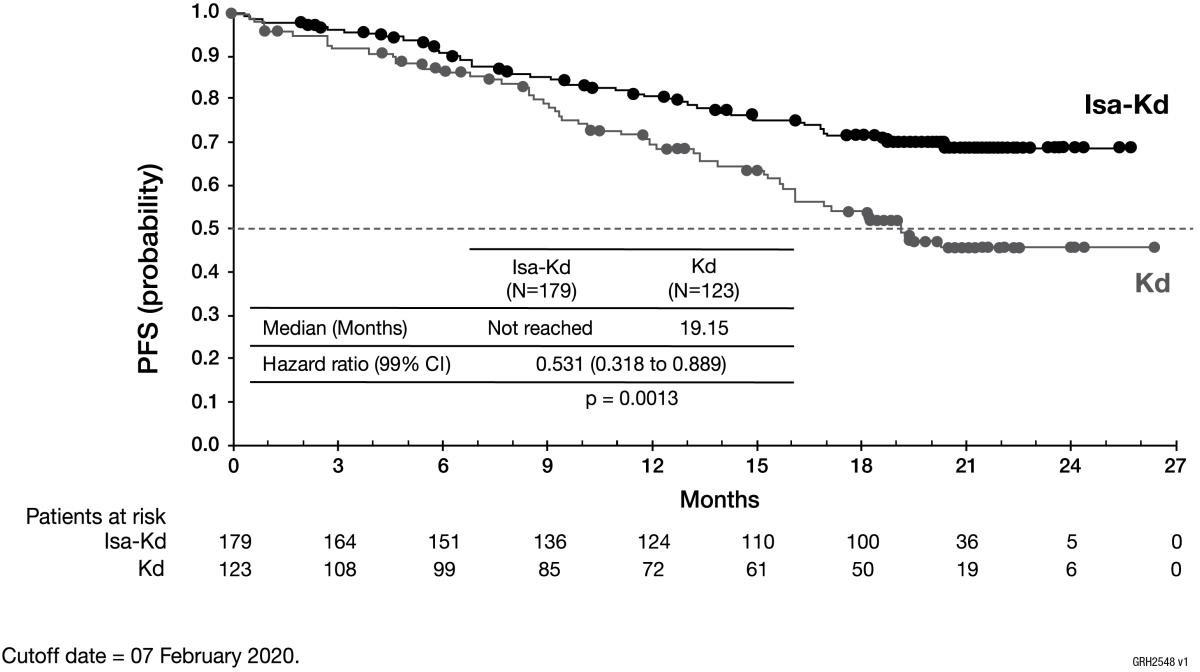 1.0
0.9
0.8
0.7
0.6
0.5
0.4
0.3
0.2
0.1
0.0
PFS (probability)
Isa-Kd
Kd
Isa-Kd Kd
(N=179) (N=123)
Median (Months) Not reached 19.15
Hazard ratio (99% CI) 0.531 (0.318 to 0.889)
p = 0.0013
0 3 6 9 12 15 18 21 24 27
Months
Patients at risk
Isa-Kd 179 164 151 136 124 110 100 36 5 0
Kd 123 108 99 85 72 61 50 19 6 0
Cutoff date = 07 February 2020.
GRH2548 v1